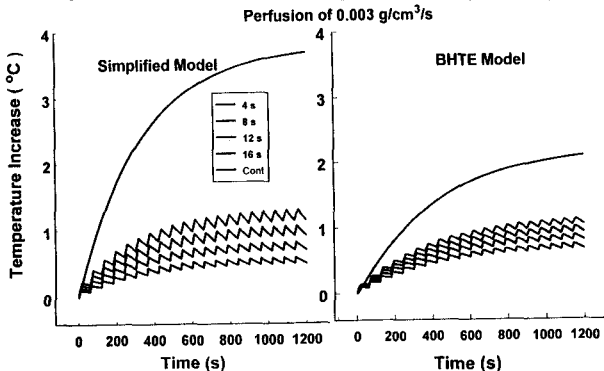 Perfusion of 0.003 g/cm³/s
Simplified Model
BHTE Model
4 s
8 s
12 s
16 s
Cont
Temperature Increase ( °C)
4
3
2
1
0
4
3
2
1
0
0 200 400 600 800 1000 1200
0 200 400 600 800 1000 1200
Time (s)
Time (s)